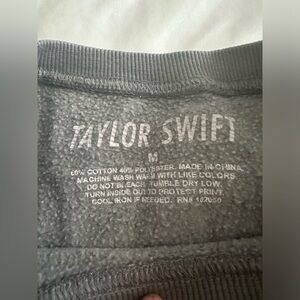 TAYLOR SWIFT
M
60% COTTON 40% POLYESTER. MADE IN CHINA
MACHINE WASH WARM WITH LIKE COLORS
DO NOT BLEACH. TUMBLE DRY LOW.
TURN INSIDE OUT TO PROTECT PRINT.
COOL IRON IF NEEDED. RN#